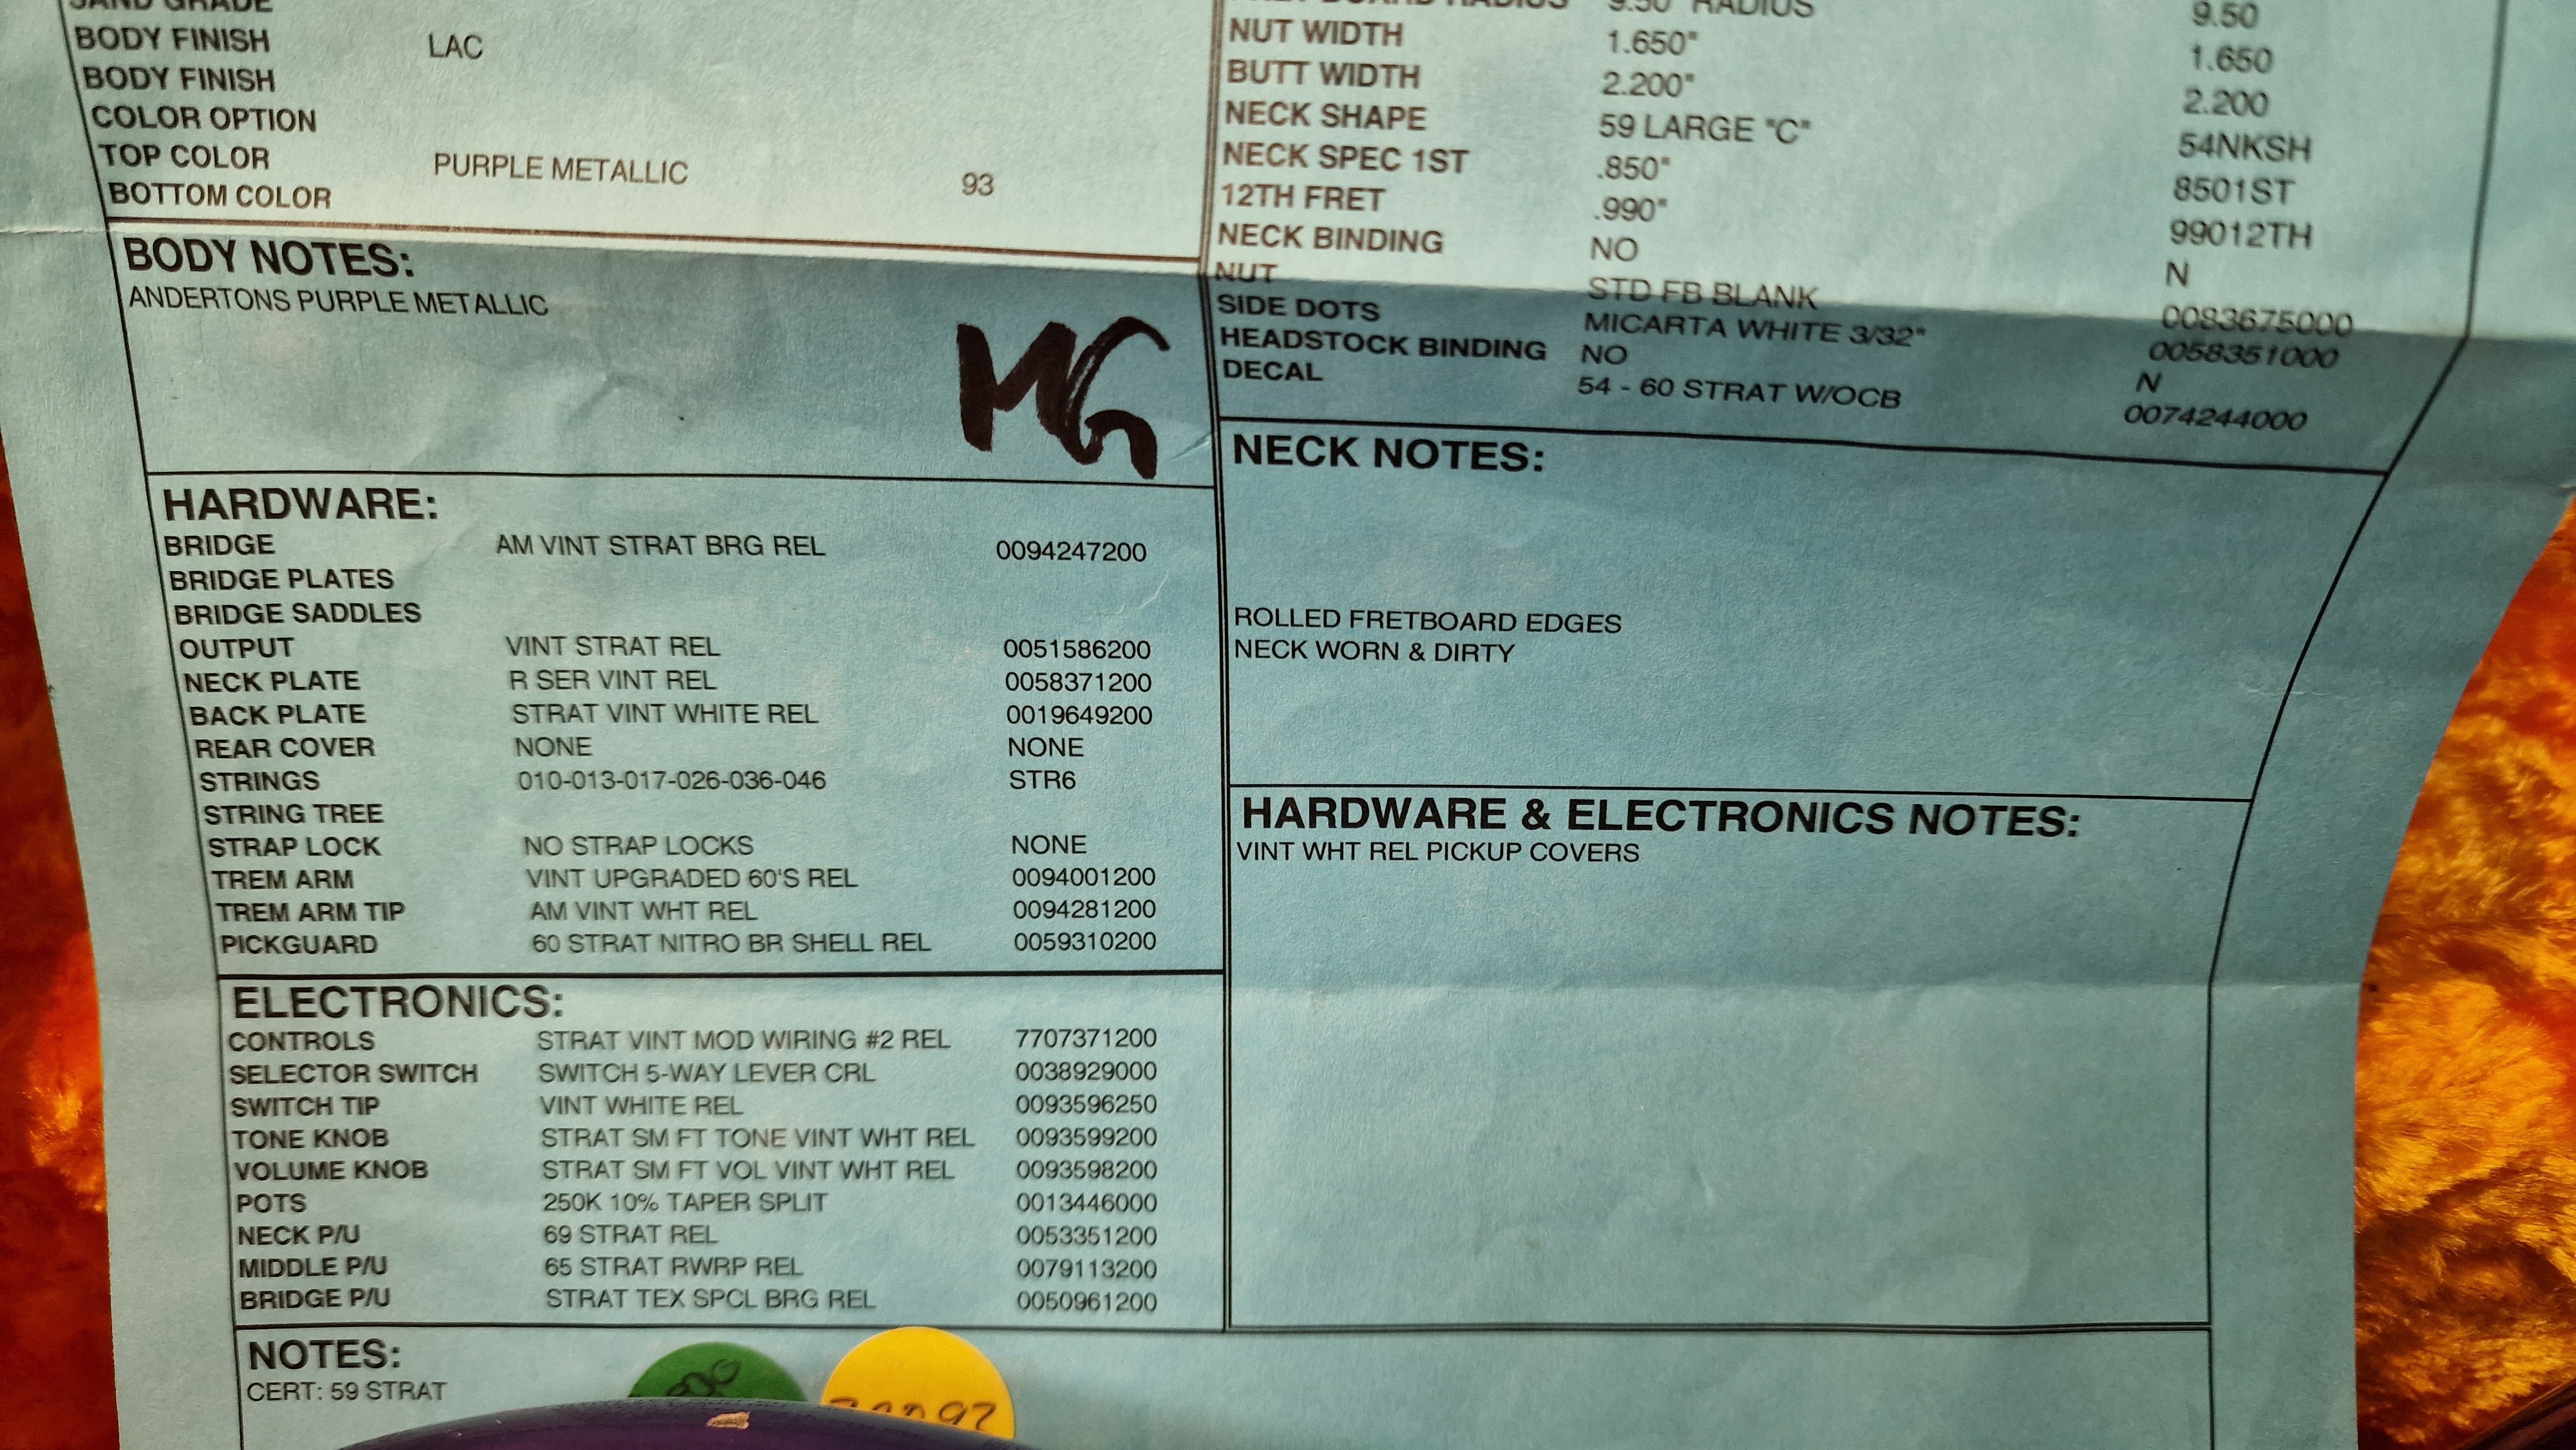 SAND GRADE
BODY FINISH LAC
BODY FINISH
COLOR OPTION
TOP COLOR PURPLE METALLIC 93
BOTTOM COLOR
BODY NOTES:
ANDERTONS PURPLE METALLIC
MG
HARDWARE:
BRIDGE AM VINT STRAT BRG REL 0094247200
BRIDGE PLATES
BRIDGE SADDLES
OUTPUT VINT STRAT REL 0051586200
NECK PLATE R SER VINT REL 0058371200
BACK PLATE STRAT VINT WHITE REL 0019649200
REAR COVER NONE NONE
STRINGS 010-013-017-026-036-046 STR6
STRING TREE
STRAP LOCK NO STRAP LOCKS NONE
TREM ARM VINT UPGRADED 60'S REL 0094001200
TREM ARM TIP AM VINT WHT REL 0094281200
PICKGUARD 60 STRAT NITRO BR SHELL REL 0059310200
ELECTRONICS:
CONTROLS STRAT VINT MOD WIRING #2 REL 7707371200
SELECTOR SWITCH SWITCH 5-WAY LEVER CRL 0038929000
SWITCH TIP VINT WHITE REL 0093596250
TONE KNOB STRAT SM FT TONE VINT WHT REL 0093599200
VOLUME KNOB STRAT SM FT VOL VINT WHT REL 0093598200
POTS 250K 10% TAPER SPLIT 0013446000
NECK P/U 69 STRAT REL 0053351200
MIDDLE P/U 65 STRAT RWRP REL 0079113200
BRIDGE P/U STRAT TEX SPCL BRG REL 0050961200
NOTES:
CERT: 59 STRAT
RADIUS 9.50" RADIUS 9.50
NUT WIDTH 1.650" 1.650
BUTT WIDTH 2.200" 2.200
NECK SHAPE 59 LARGE "C" 54NKSH
NECK SPEC 1ST .850" 8501ST
12TH FRET .990" 99012TH
NECK BINDING NO N
NUT STD FB BLANK 0083675000
SIDE DOTS MICARTA WHITE 3/32" 0058351000
HEADSTOCK BINDING NO N
DECAL 54 - 60 STRAT W/OCB 0074244000
NECK NOTES:
ROLLED FRETBOARD EDGES
NECK WORN & DIRTY
HARDWARE & ELECTRONICS NOTES:
VINT WHT REL PICKUP COVERS